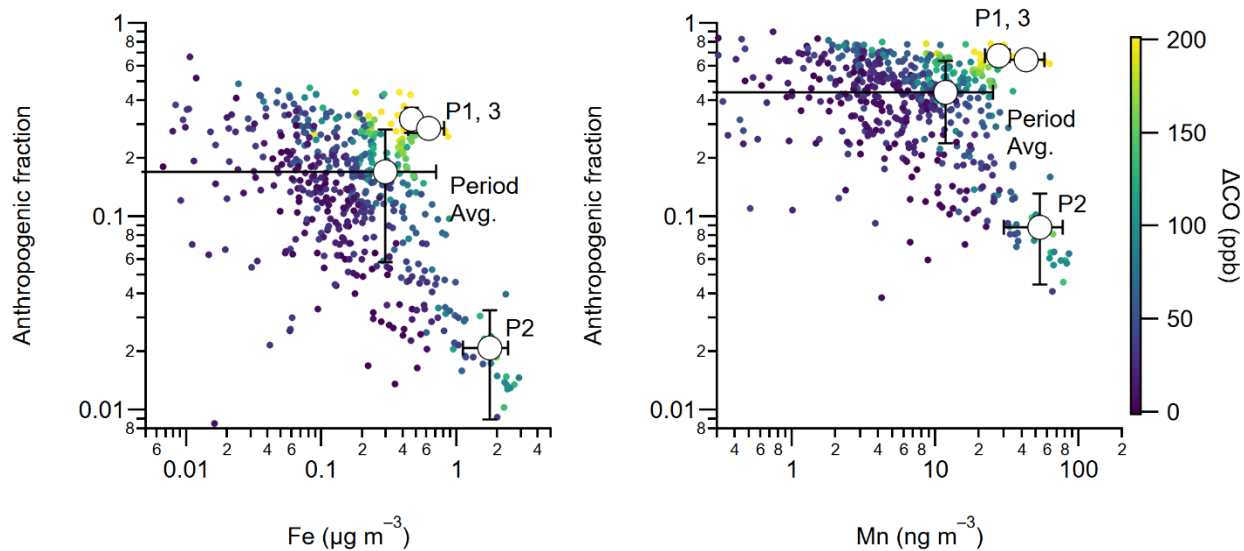 1
8
6
4
2
0.1
8
6
4
2
0.01
8
Anthropogenic fraction
P1, 3
Period
Avg.
P2
6 8 0.01 2 4 6 8 0.1 2 4 6 8 1 2 4
Fe (μg m⁻³)
1
8
6
4
2
0.1
8
6
4
2
0.01
8
Anthropogenic fraction
P1, 3
Period
Avg.
P2
4 6 8 1 2 4 6 8 10 2 4 6 8 100 2
Mn (ng m⁻³)
200
150
100
50
0
ΔCO (ppb)